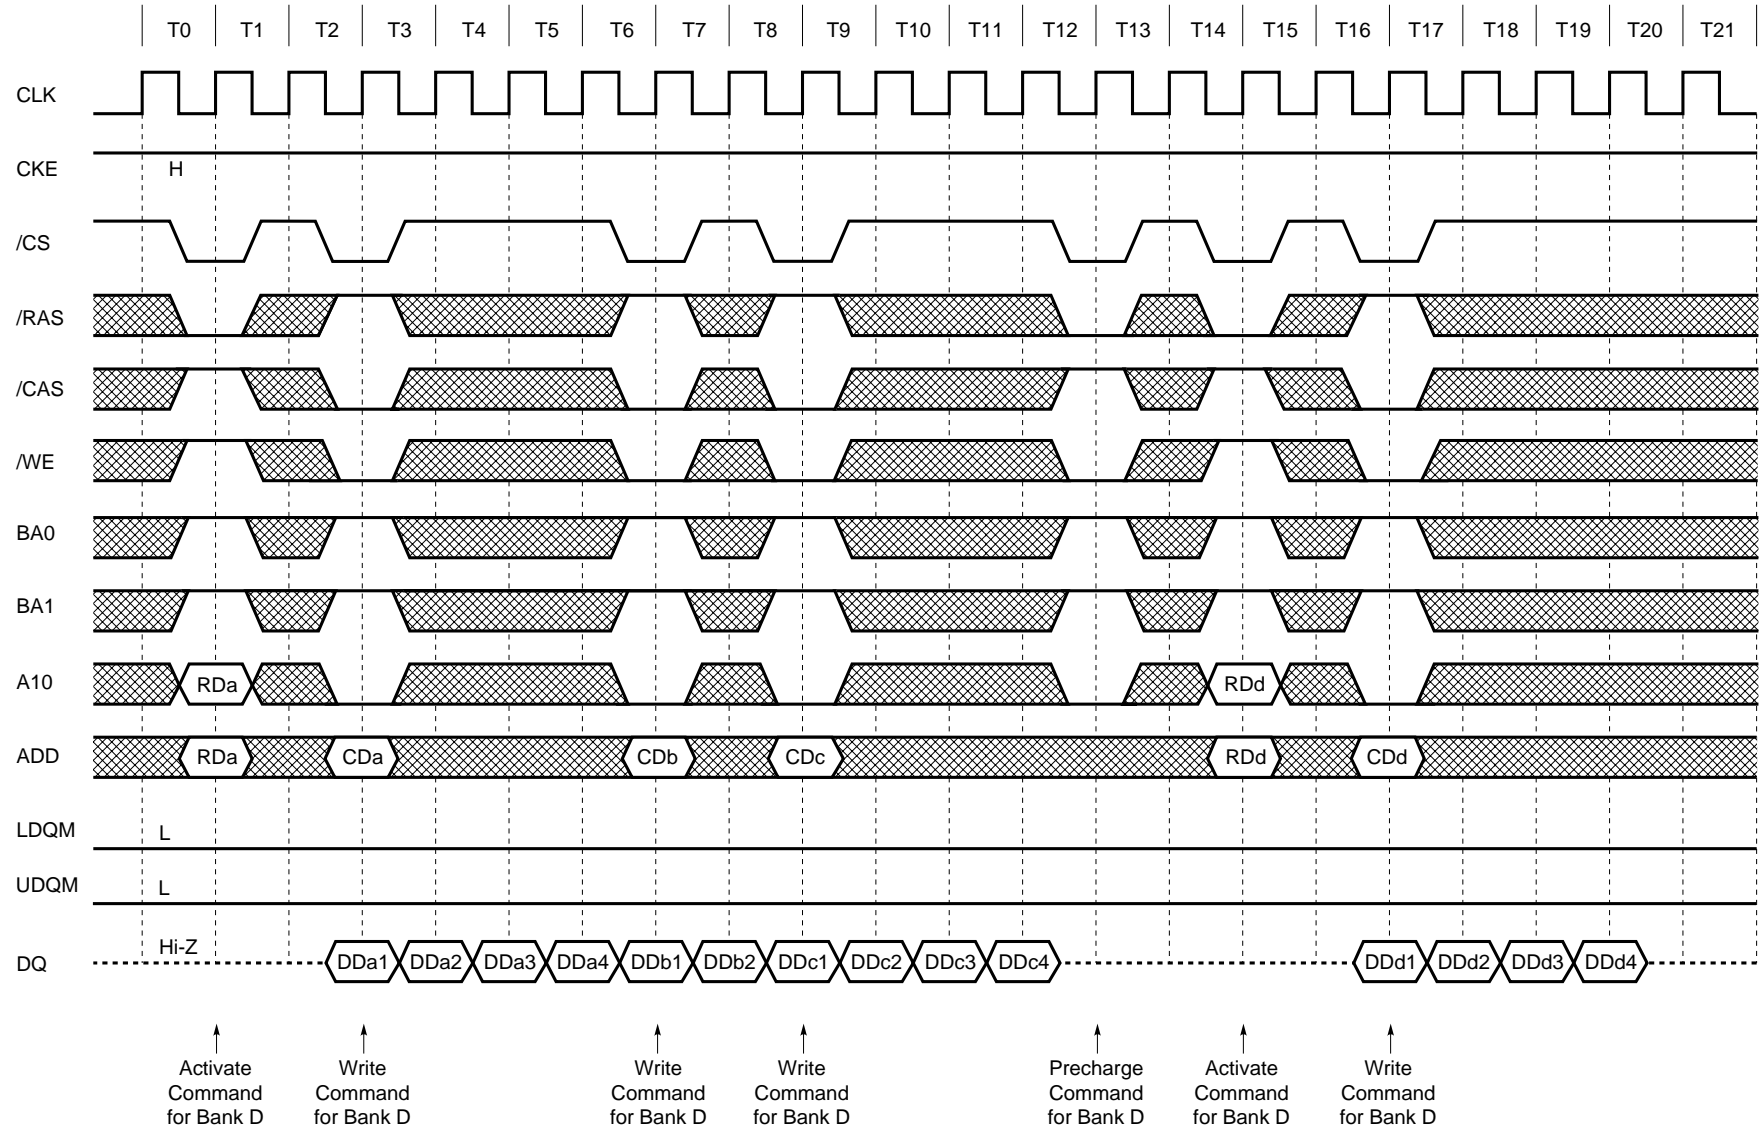 T0 T1 T2 T3 T4 T5 T6 T7 T8 T9 T10 T11 T12 T13 T14 T15 T16 T17 T18 T19 T20 T21
CLK
CKE H
/CS
/RAS
/CAS
/WE
BA0
BA1
A10 RDa RDd
ADD RDa CDa CDb CDc RDd CDd
LDQM L
UDQM L
DQ Hi-Z DDa1 DDa2 DDa3 DDa4 DDb1 DDb2 DDc1 DDc2 DDc3 DDc4 DDd1 DDd2 DDd3 DDd4
Activate
Command
for Bank D
Write
Command
for Bank D
Write
Command
for Bank D
Write
Command
for Bank D
Precharge
Command
for Bank D
Activate
Command
for Bank D
Write
Command
for Bank D